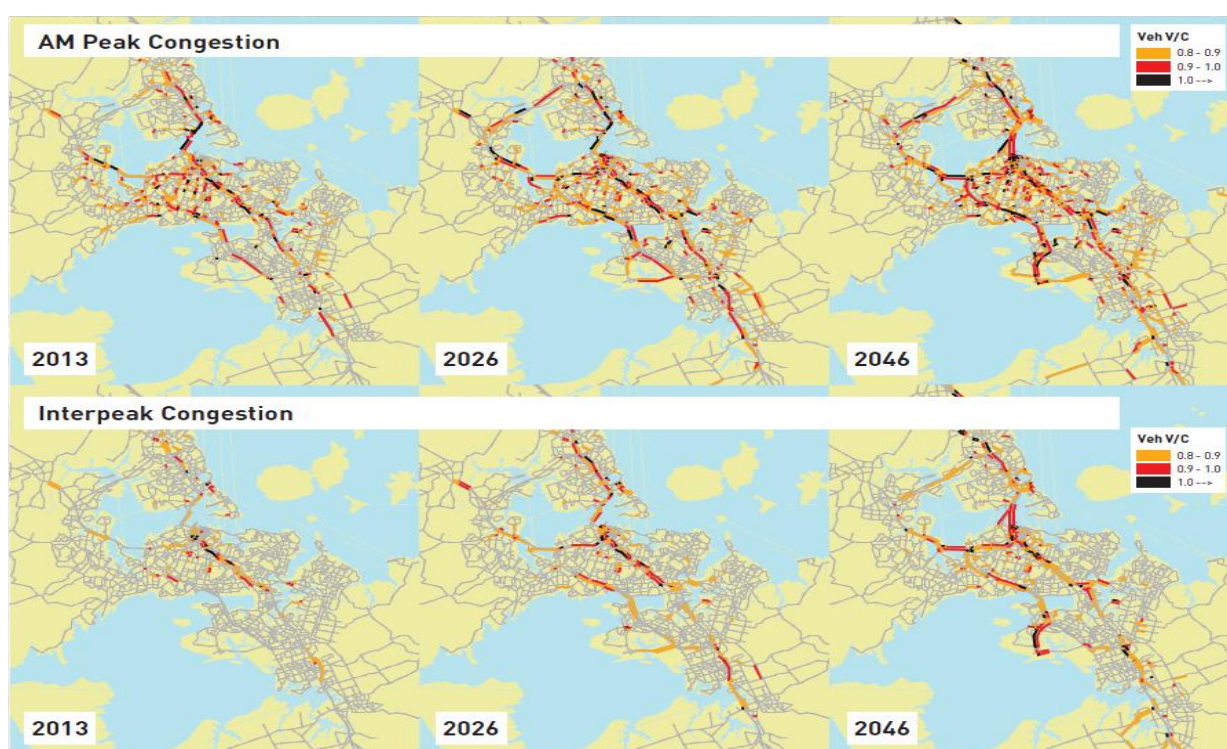 AM Peak Congestion
Veh V/C
0.8 - 0.9
0.9 - 1.0
1.0 -->
2013
2026
2046
Interpeak Congestion
Veh V/C
0.8 - 0.9
0.9 - 1.0
1.0 -->
2013
2026
2046